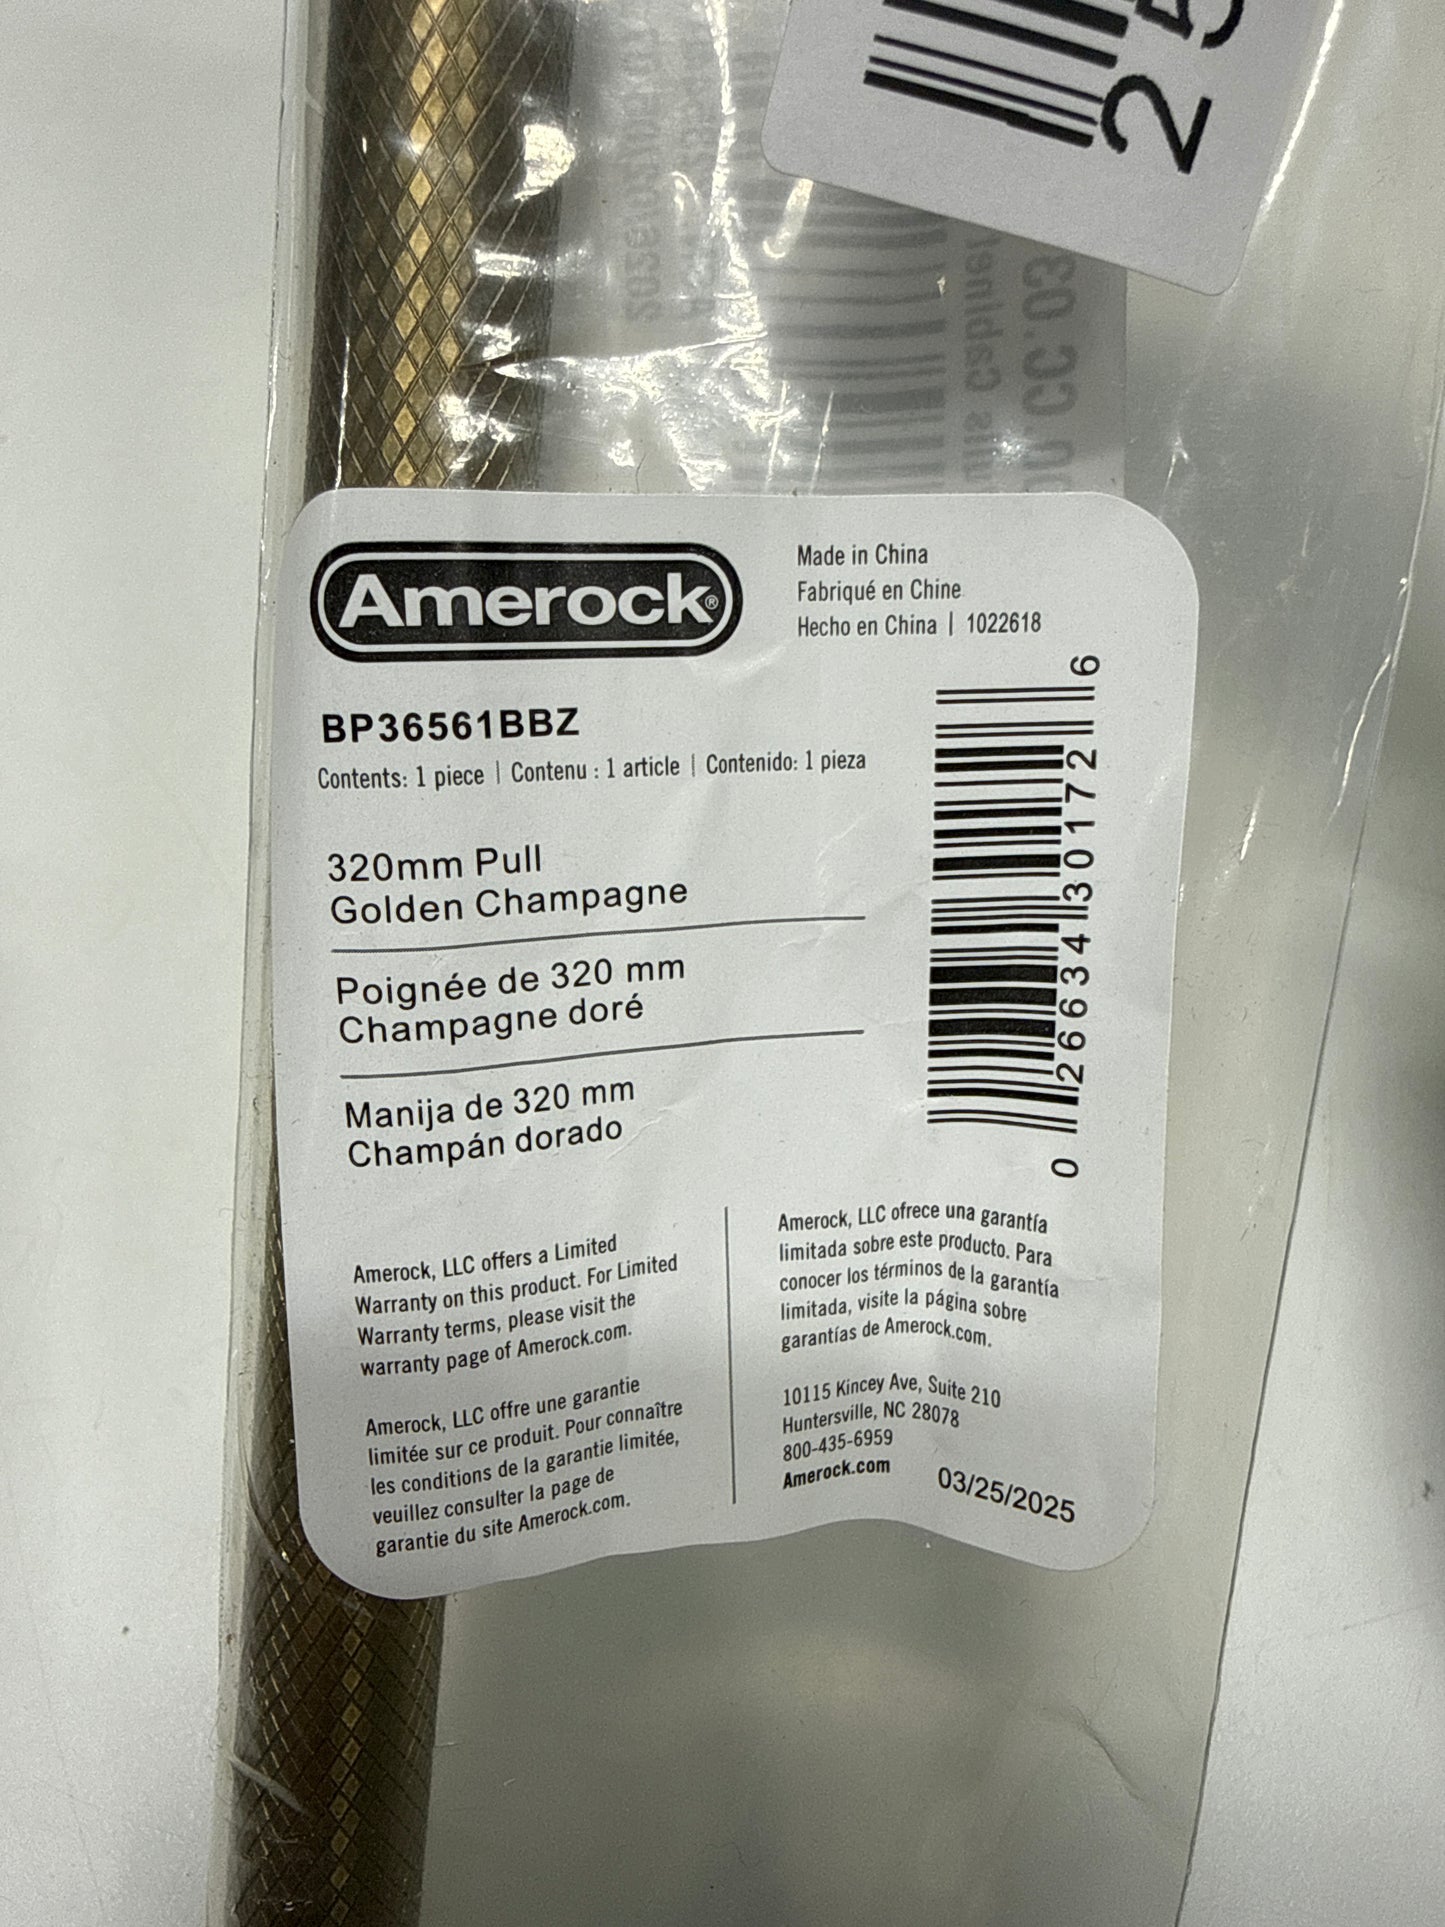 25
Amerock®
Made in China
Fabriqué en Chine
Hecho en China | 1022618
BP36561BBZ
Contents: 1 piece | Contenu : 1 article | Contenido: 1 pieza
320mm Pull
Golden Champagne
Poignée de 320 mm
Champagne doré
Manija de 320 mm
Champán dorado
0 26634 30172 6
Amerock, LLC offers a Limited
Warranty on this product. For Limited
Warranty terms, please visit the
warranty page of Amerock.com.
Amerock, LLC offre une garantie
limitée sur ce produit. Pour connaître
les conditions de la garantie limitée,
veuillez consulter la page de
garantie du site Amerock.com.
Amerock, LLC ofrece una garantía
limitada sobre este producto. Para
conocer los términos de la garantía
limitada, visite la página sobre
garantías de Amerock.com.
10115 Kincey Ave, Suite 210
Huntersville, NC 28078
800-435-6959
Amerock.com
03/25/2025